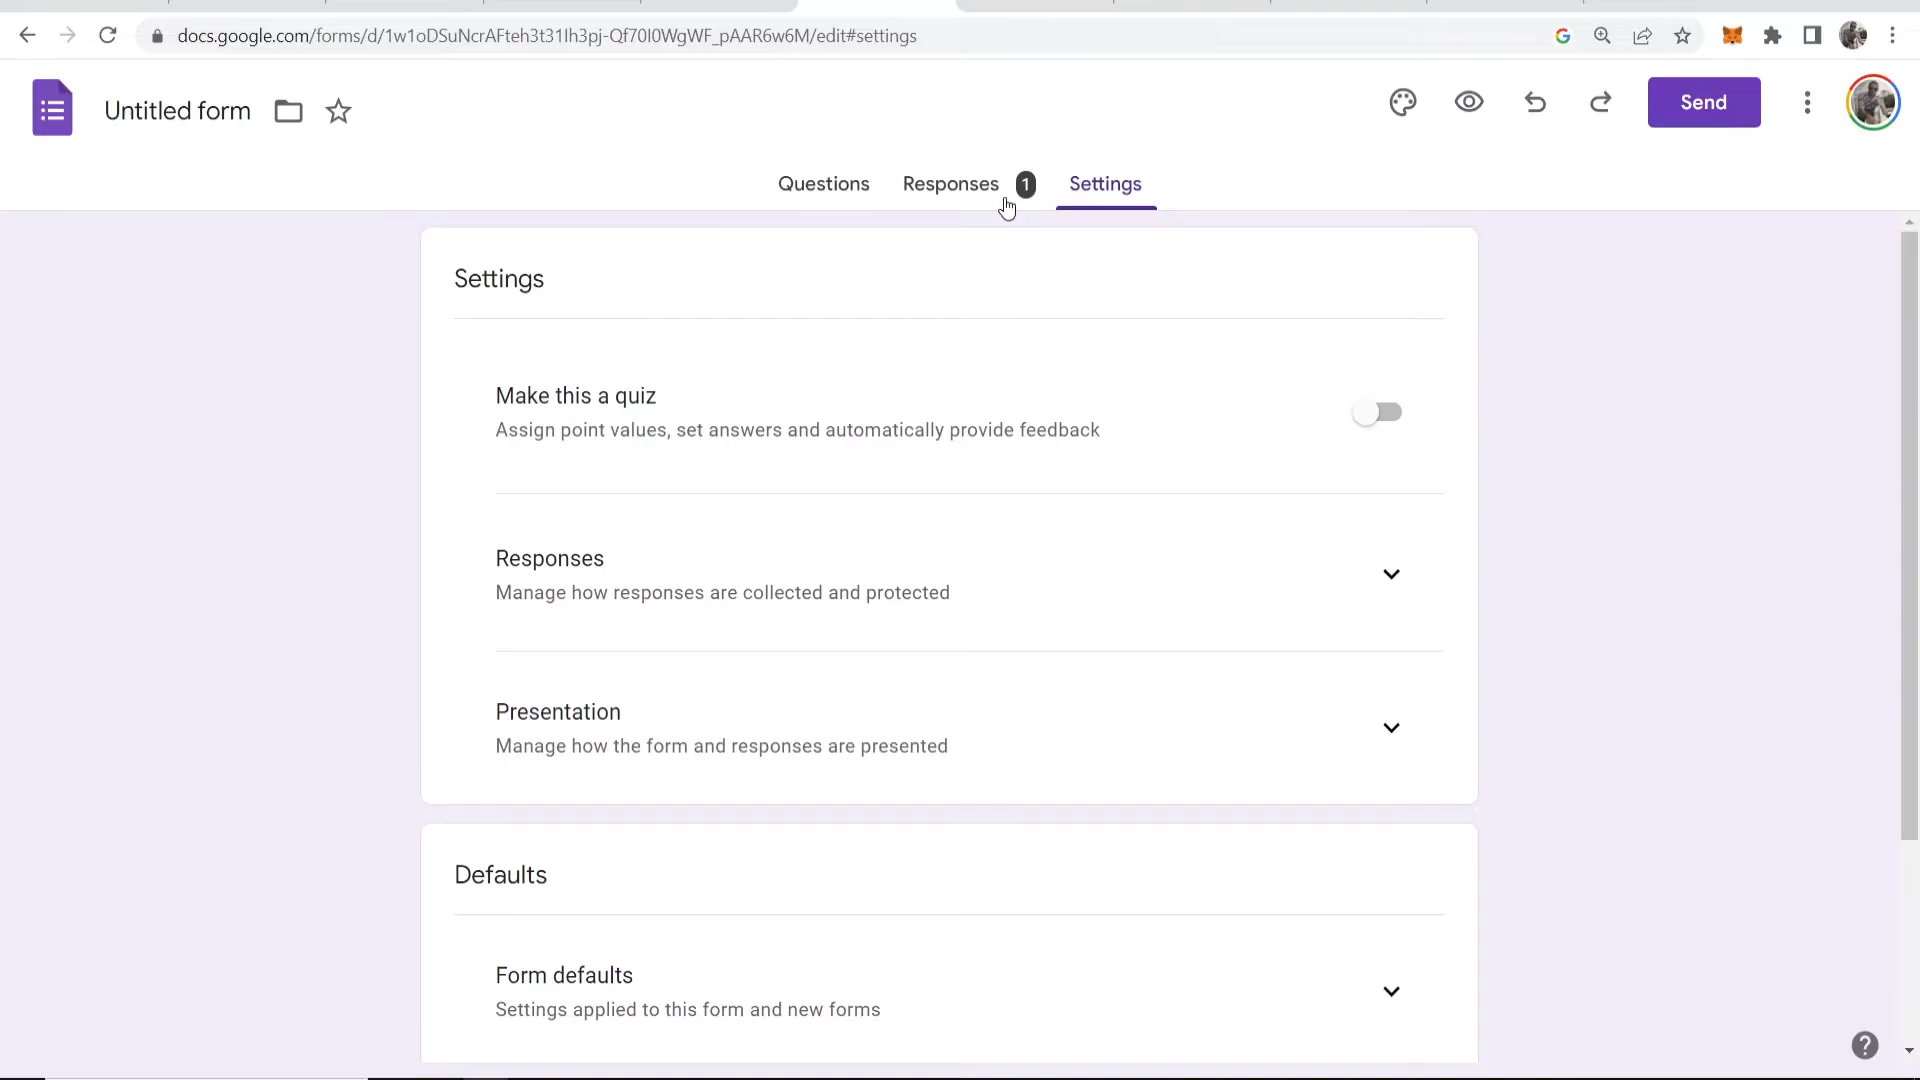 docs.google.com/forms/d/1w1oDSuNcrAFteh3t31Ih3pj-Qf70I0WgWF_pAAR6w6M/edit#settings
Untitled form
Send
Questions
Responses 1
Settings
Settings
Make this a quiz
Assign point values, set answers and automatically provide feedback
Responses
Manage how responses are collected and protected
Presentation
Manage how the form and responses are presented
Defaults
Form defaults
Settings applied to this form and new forms